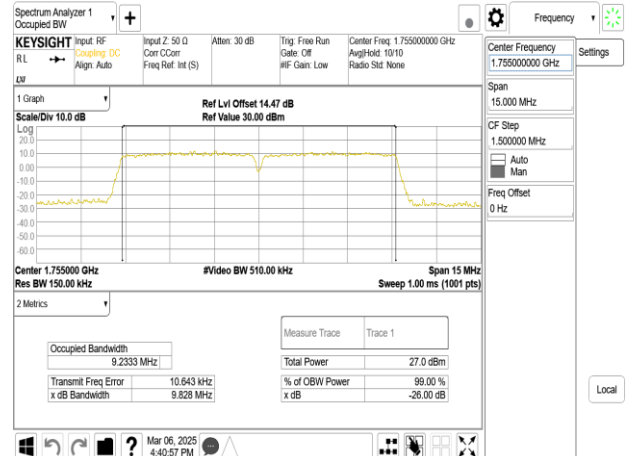 Spectrum Analyzer 1
Occupied BW
Frequency
KEYSIGHT
RL
LXI
Input: RF
Coupling: DC
Align: Auto
Input Z: 50 Ω
Corr CCorr
Freq Ref: Int (S)
Atten: 30 dB
Trig: Free Run
Gate: Off
#IF Gain: Low
Center Freq: 1.755000000 GHz
Avg|Hold: 10/10
Radio Std: None
Center Frequency
1.755000000 GHz
Settings
Span
15.000 MHz
CF Step
1.500000 MHz
Auto
Man
Freq Offset
0 Hz
Local
1 Graph
Scale/Div 10.0 dB
Ref Lvl Offset 14.47 dB
Ref Value 30.00 dBm
Log
20.0
10.0
0.00
-10.0
-20.0
-30.0
-40.0
-50.0
-60.0
Center 1.755000 GHz
#Video BW 510.00 kHz
Span 15 MHz
Res BW 150.00 kHz
Sweep 1.00 ms (1001 pts)
2 Metrics
Measure Trace Trace 1
Occupied Bandwidth
9.2333 MHz
Total Power 27.0 dBm
Transmit Freq Error 10.643 kHz
% of OBW Power 99.00 %
x dB Bandwidth 9.828 MHz
x dB -26.00 dB
?
Mar 06, 2025
4:40:57 PM